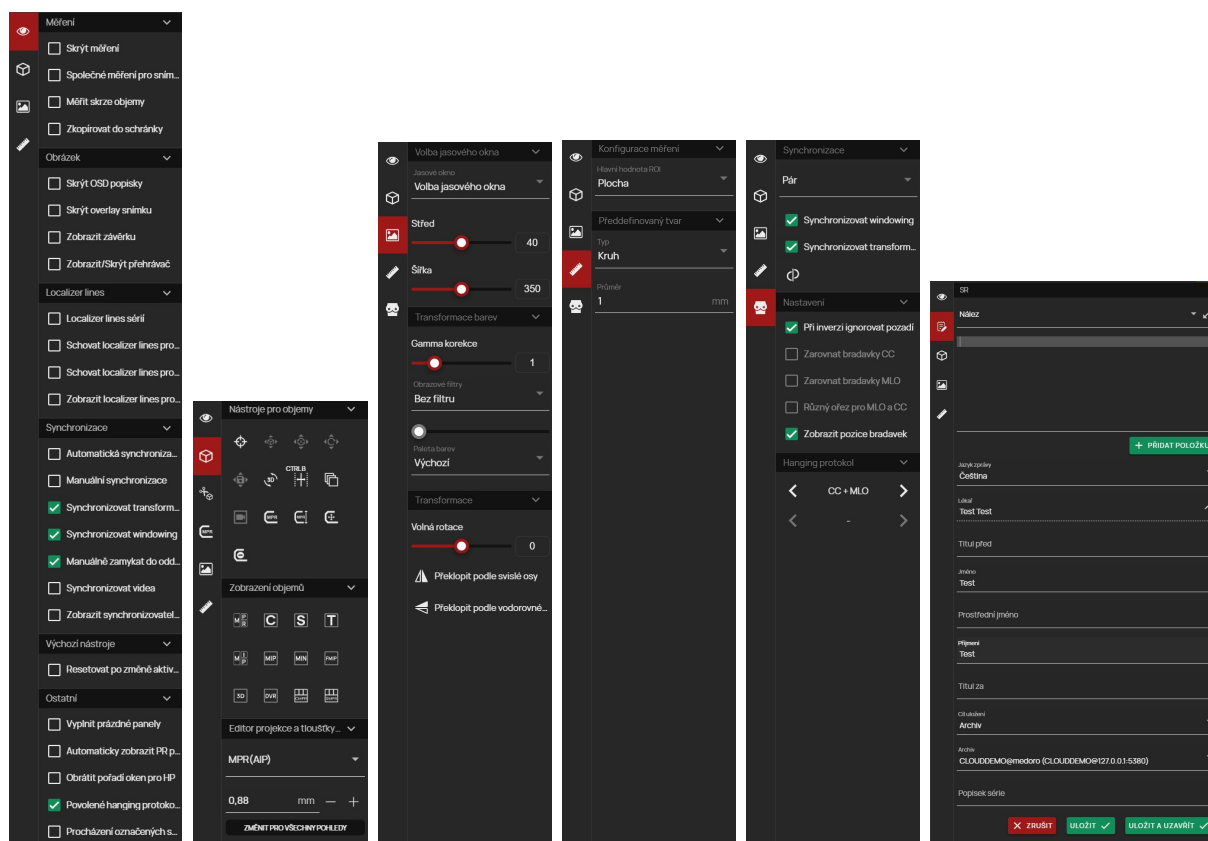 Měření
Skrýt měření
Společné měření pro sním...
Měřit skrze objemy
Zkopírovat do schránky
Obrázek
Skrýt OSD popisky
Skrýt overlay snímku
Zobrazit závěrku
Zobrazit/Skrýt přehrávač
Localizer lines
Localizer lines sérií
Schovat localizer lines pro...
Schovat localizer lines pro...
Zobrazit localizer lines pro...
Synchronizace
Automatická synchroniza...
Manuální synchronizace
Synchronizovat transform...
Synchronizovat windowing
Manuálně zamykat do odd...
Synchronizovat videa
Zobrazit synchronizovatel...
Výchozí nástroje
Resetovat po změně aktiv...
Ostatní
Vyplnit prázdné panely
Automaticky zobrazit PR p...
Obrátit pořadí oken pro HP
Povolené hanging protoko...
Procházení označených s...
MPR
Nástroje pro objemy
3D
CTRL B
MPR
MPR
Zobrazení objemů
MPR
C
S
T
MIP
MIP
MIN
FMIP
3D
DVR
Editor projekce a tloušťky...
MPR(AIP)
0,88 mm
ZMĚNIT PRO VŠECHNY POHLEDY
Volba jasového okna
Jasové okno
Volba jasového okna
Střed
40
Šířka
350
Transformace barev
Gamma korekce
1
Obrazové filtry
Bez filtru
Paleta barev
Výchozí
Transformace
Volná rotace
0
Překlopit podle svislé osy
Překlopit podle vodorovné...
Konfigurace měření
Hlavní hodnota ROI
Plocha
Předdefinovaný tvar
Typ
Kruh
Průměr
1 mm
Synchronizace
Pár
Synchronizovat windowing
Synchronizovat transform...
Nastavení
Při inverzi ignorovat pozadí
Zarovnat bradavky CC
Zarovnat bradavky MLO
Různý ořez pro MLO a CC
Zobrazit pozice bradavek
Hanging protokol
CC + MLO
-
SR
Nález
+ PŘIDAT POLOŽKU
Jazyk zprávy
Čeština
Lékař
Test Test
Titul před
Jméno
Test
Prostřední jméno
Příjmení
Test
Titul za
Cíl uložení
Archiv
Archiv
CLOUDDEMO@medoro (CLOUDDEMO@127.0.0.1:5380)
Popisek série
ZRUŠIT
ULOŽIT
ULOŽIT A UZAVŘÍT